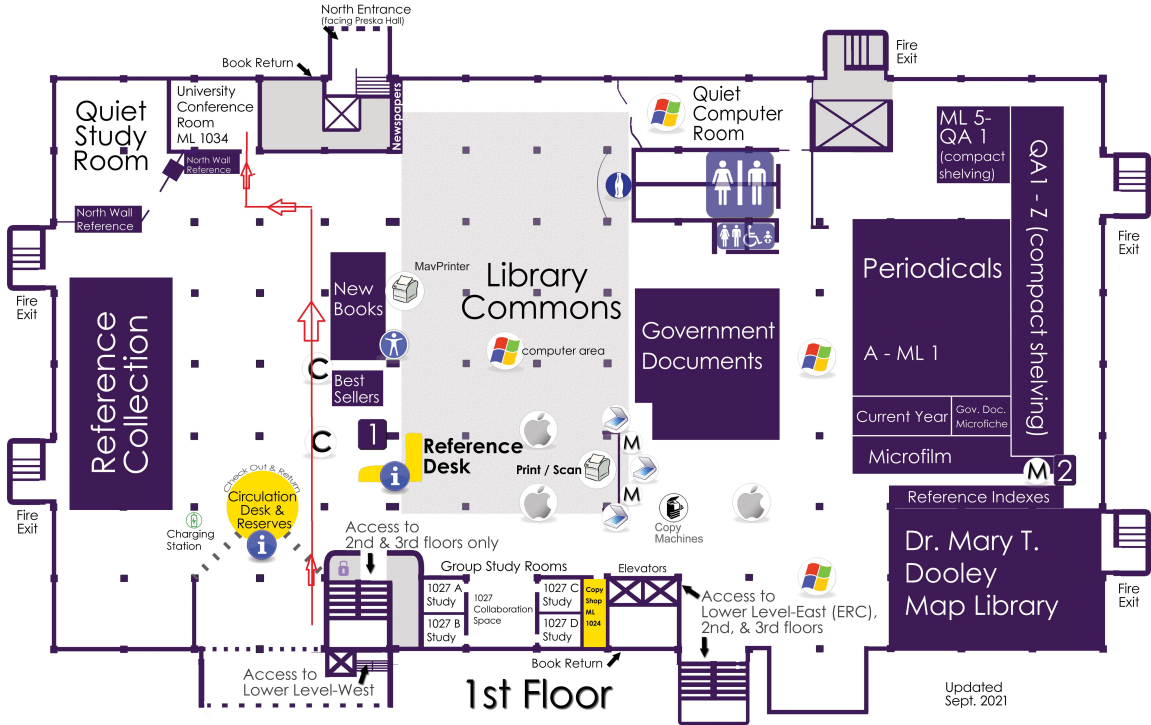 North Entrance
(facing Preska Hall)
Book Return
Fire
Exit
Quiet
Study
Room
University
Conference
Room
ML 1034
North Wall
Reference
North Wall
Reference
Newspapers
Quiet
Computer
Room
ML 5-
QA 1
(compact
shelving)
QA1 - Z (compact shelving)
Fire
Exit
Fire
Exit
MavPrinter
New
Books
Library
Commons
computer area
Government
Documents
Periodicals
A - ML 1
Reference
Collection
C
Best
Sellers
Current Year
Gov. Doc.
Microfiche
1
C
Reference
Desk
Print / Scan
M
M
Microfilm
M
2
Check Out & Return
Circulation
Desk &
Reserves
i
i
Charging
Station
Fire
Exit
Copy
Machines
Reference Indexes
Dr. Mary T.
Dooley
Map Library
Fire
Exit
Access to
2nd & 3rd floors only
Group Study Rooms
Elevators
1027 A
Study
1027 B
Study
1027
Collaboration
Space
1027 C
Study
1027 D
Study
Copy
Shop
ML
1024
Access to
Lower Level-East (ERC),
2nd, & 3rd floors
Book Return
Access to
Lower Level-West
1st Floor
Updated
Sept. 2021